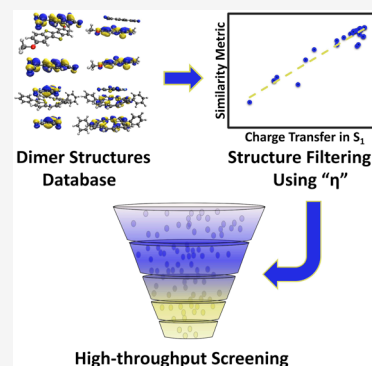 Similarity Metric
Charge Transfer in S₁
Dimer Structures
Database
Structure Filtering
Using "η"
High-throughput Screening